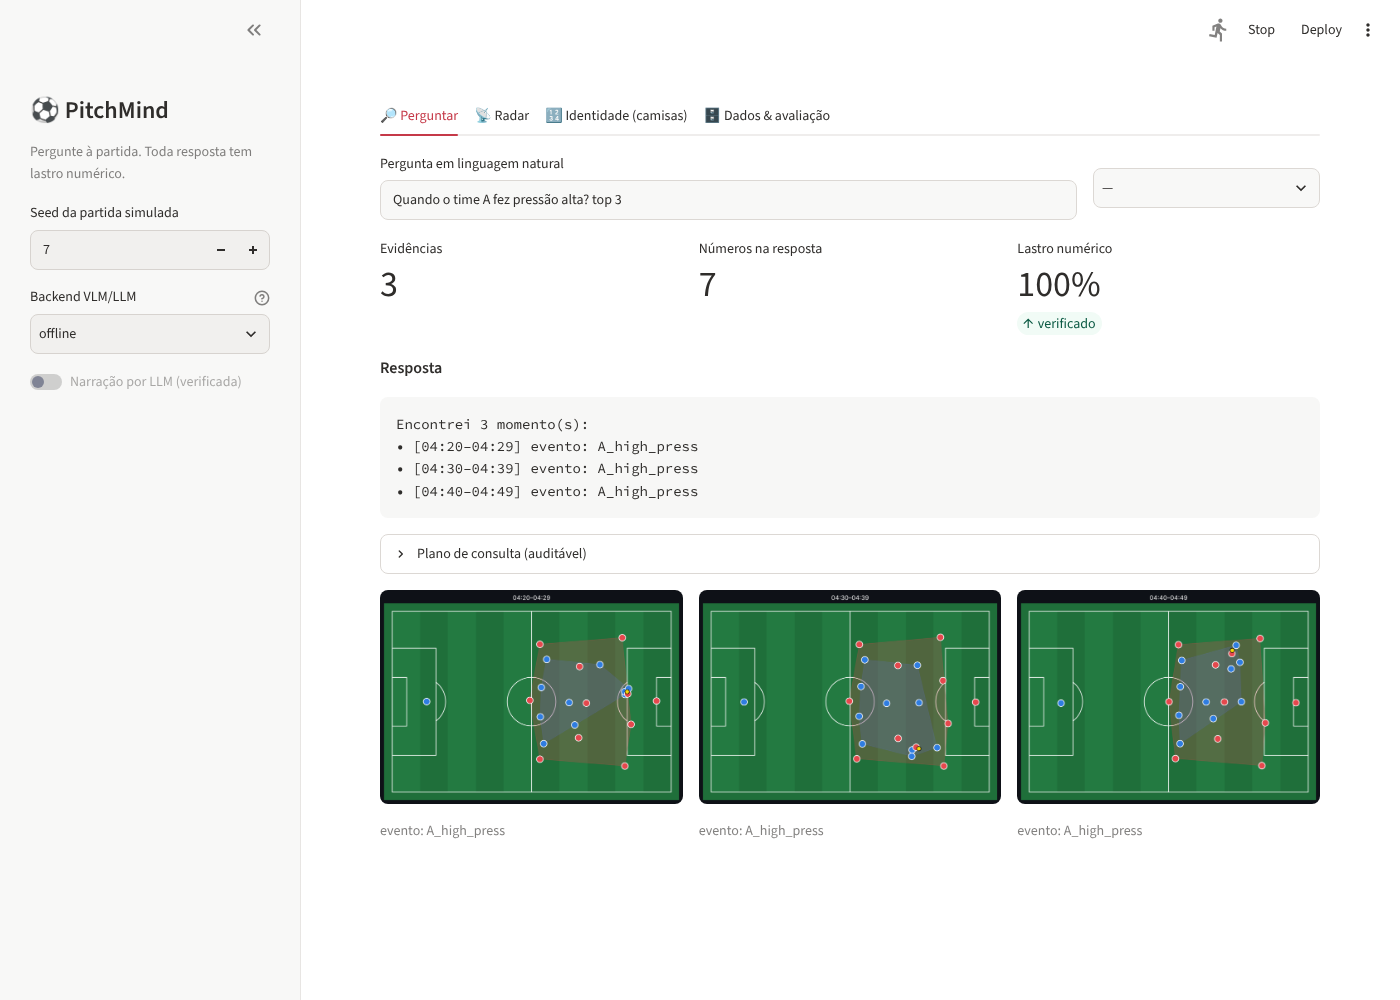 Stop
Deploy
⚽ PitchMind
Pergunte à partida. Toda resposta tem
lastro numérico.
Seed da partida simulada
7
Backend VLM/LLM
offline
Narração por LLM (verificada)
🔎 Perguntar
📡 Radar
🔢 Identidade (camisas)
🗄️ Dados & avaliação
Pergunta em linguagem natural
Quando o time A fez pressão alta? top 3
—
Evidências
3
Números na resposta
7
Lastro numérico
100%
↑ verificado
Resposta
Encontrei 3 momento(s):
• [04:20–04:29] evento: A_high_press
• [04:30–04:39] evento: A_high_press
• [04:40–04:49] evento: A_high_press
Plano de consulta (auditável)
04:20–04:29
04:30–04:39
04:40–04:49
evento: A_high_press
evento: A_high_press
evento: A_high_press